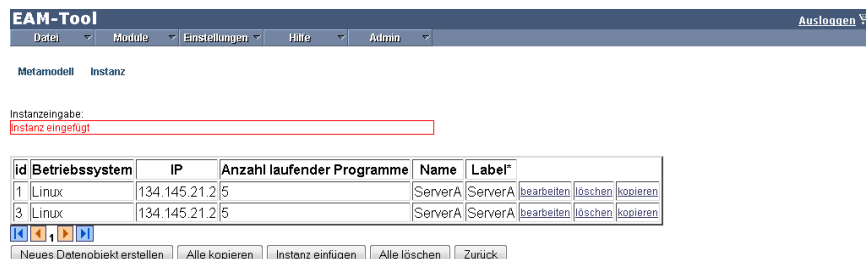 EAM-Tool
Ausloggen
Datei Module Einstellungen Hilfe Admin
Metamodell Instanz
Instanzeingabe:
Instanz eingefügt
id Betriebssystem IP Anzahl laufender Programme Name Label*
1 Linux 134.145.21.2 5 ServerA ServerA bearbeiten löschen kopieren
3 Linux 134.145.21.2 5 ServerA ServerA bearbeiten löschen kopieren
1
Neues Datenobjekt erstellen Alle kopieren Instanz einfügen Alle löschen Zurück